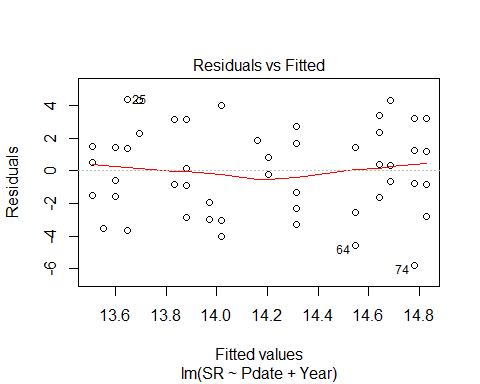 Residuals vs Fitted
Residuals
4
2
0
-2
-4
-6
25
64
74
13.6 13.8 14.0 14.2 14.4 14.6 14.8
Fitted values
lm(SR ~ Pdate + Year)